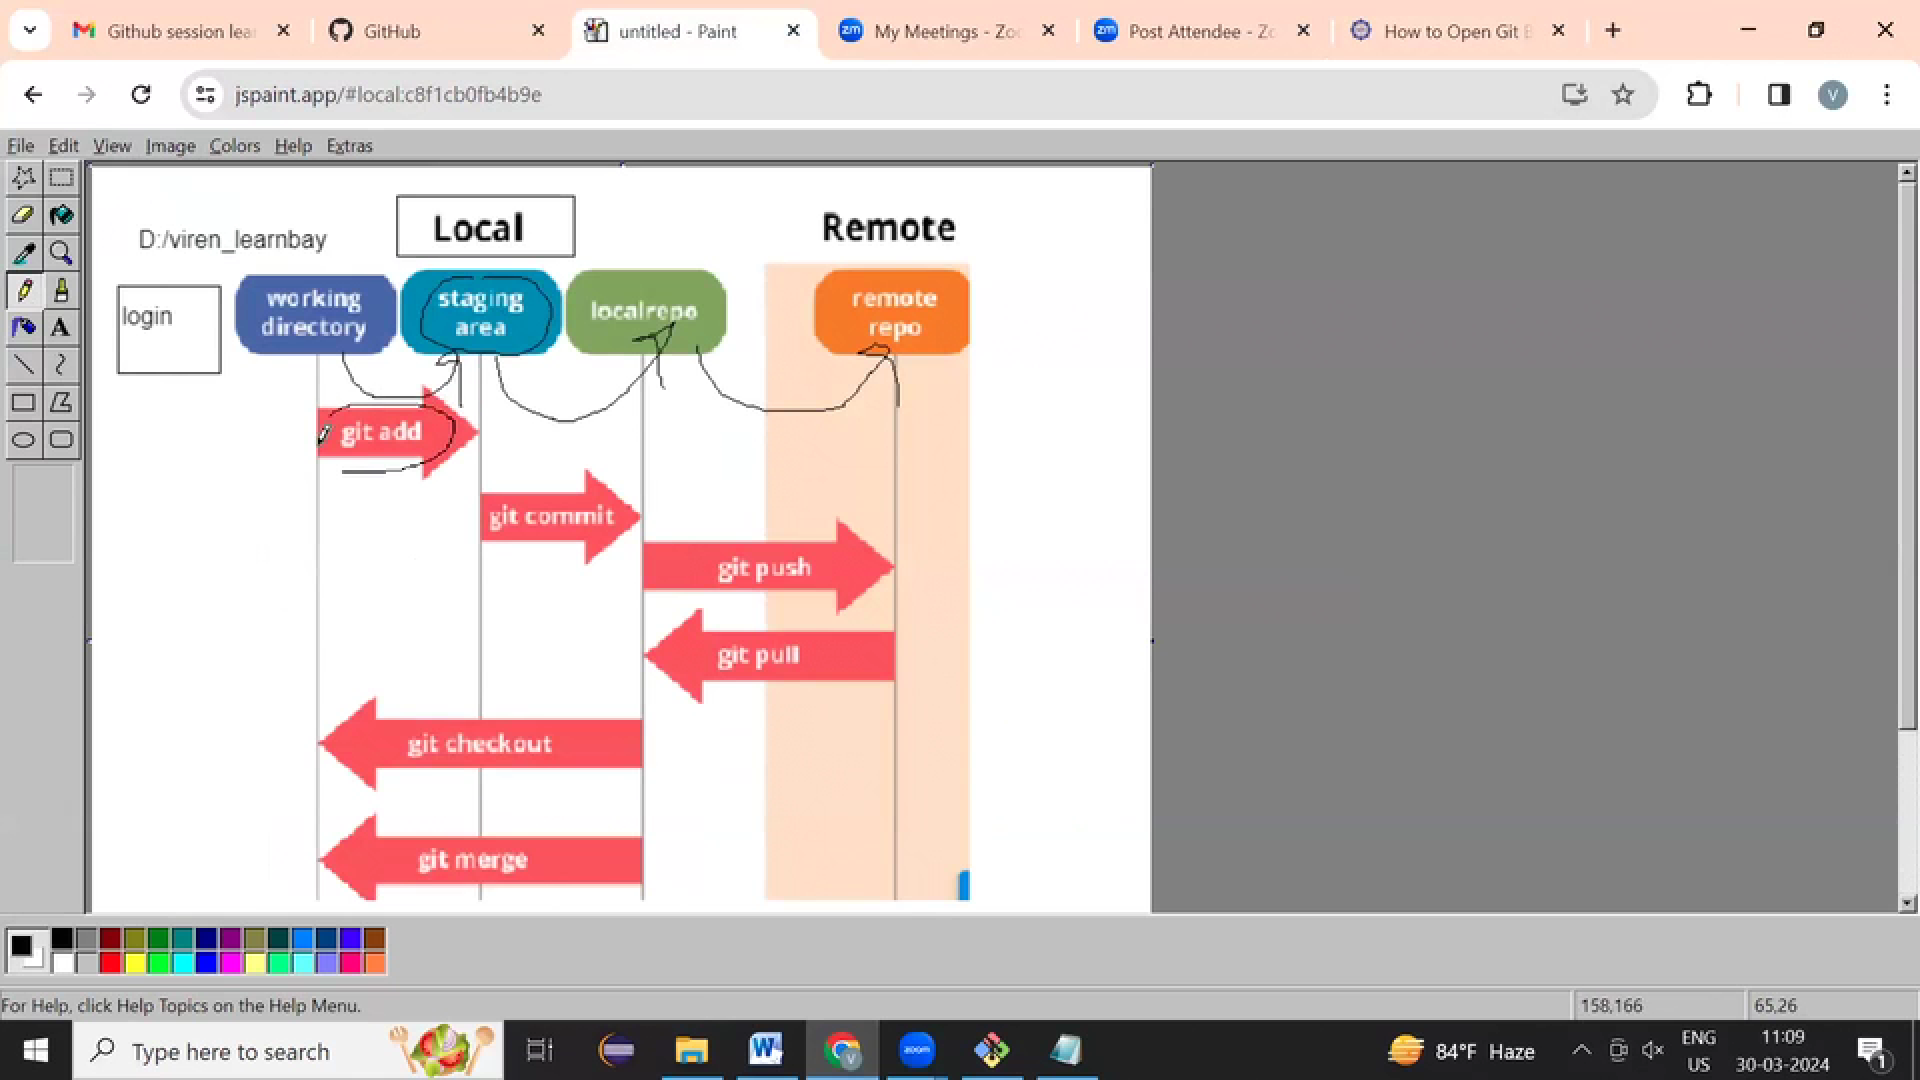 Github session lea
GitHub
untitled - Paint
My Meetings - Zoo
Post Attendee - Zo
How to Open Git B
jspaint.app/#local:c8f1cb0fb4b9e
V
File Edit View Image Colors Help Extras
D:/viren_learnbay
Local
Remote
login
working
directory
staging
area
localrepo
remote
repo
git add
git commit
git push
git pull
git checkout
git merge
For Help, click Help Topics on the Help Menu.
158,166
65,26
Type here to search
84°F Haze
ENG
US
11:09
30-03-2024
1